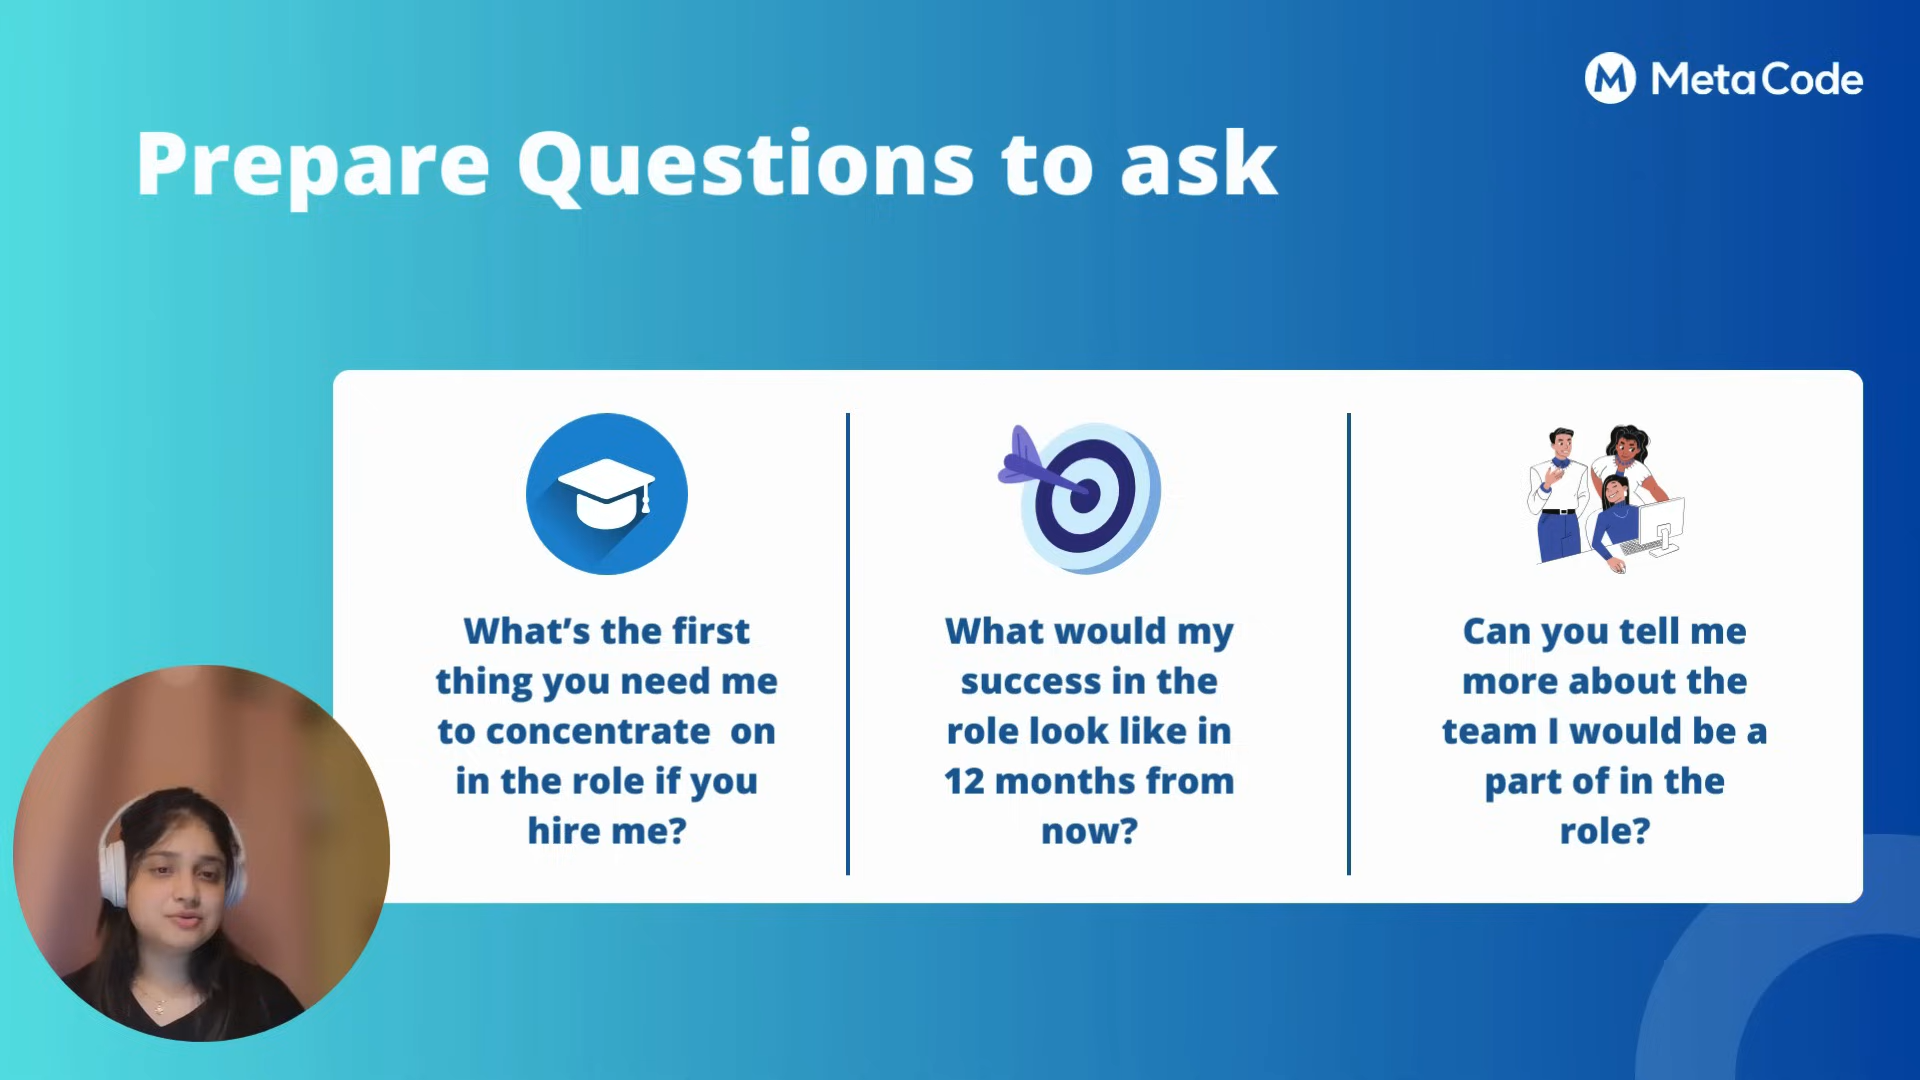 MetaCode
Prepare Questions to ask
What’s the first
thing you need me
to concentrate  on
in the role if you
hire me?
What would my
success in the
role look like in
12 months from
now?
Can you tell me
more about the
team I would be a
part of in the
role?